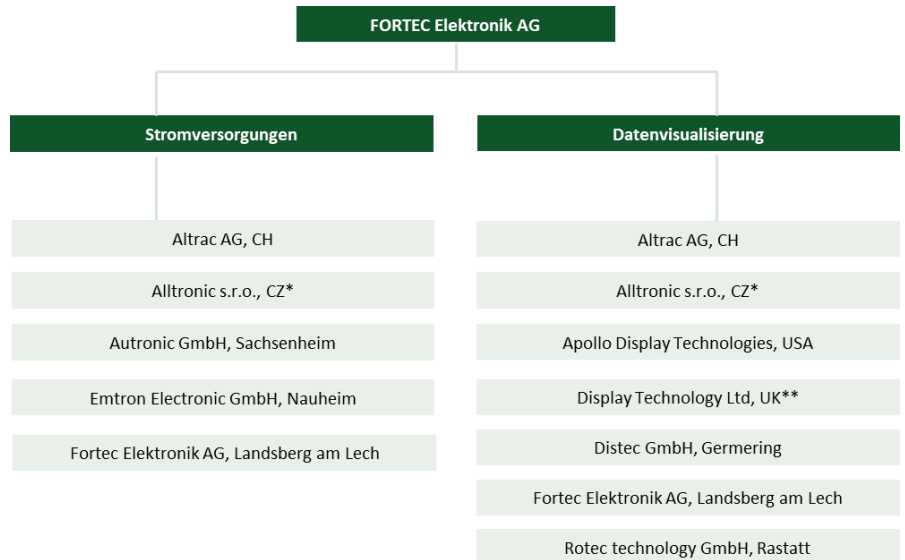 FORTEC Elektronik AG
Stromversorgungen
Altrac AG, CH
Alltronic s.r.o., CZ*
Autronic GmbH, Sachsenheim
Emtron Electronic GmbH, Nauheim
Fortec Elektronik AG, Landsberg am Lech
Datenvisualisierung
Altrac AG, CH
Alltronic s.r.o., CZ*
Apollo Display Technologies, USA
Display Technology Ltd, UK**
Distec GmbH, Germering
Fortec Elektronik AG, Landsberg am Lech
Rotec technology GmbH, Rastatt